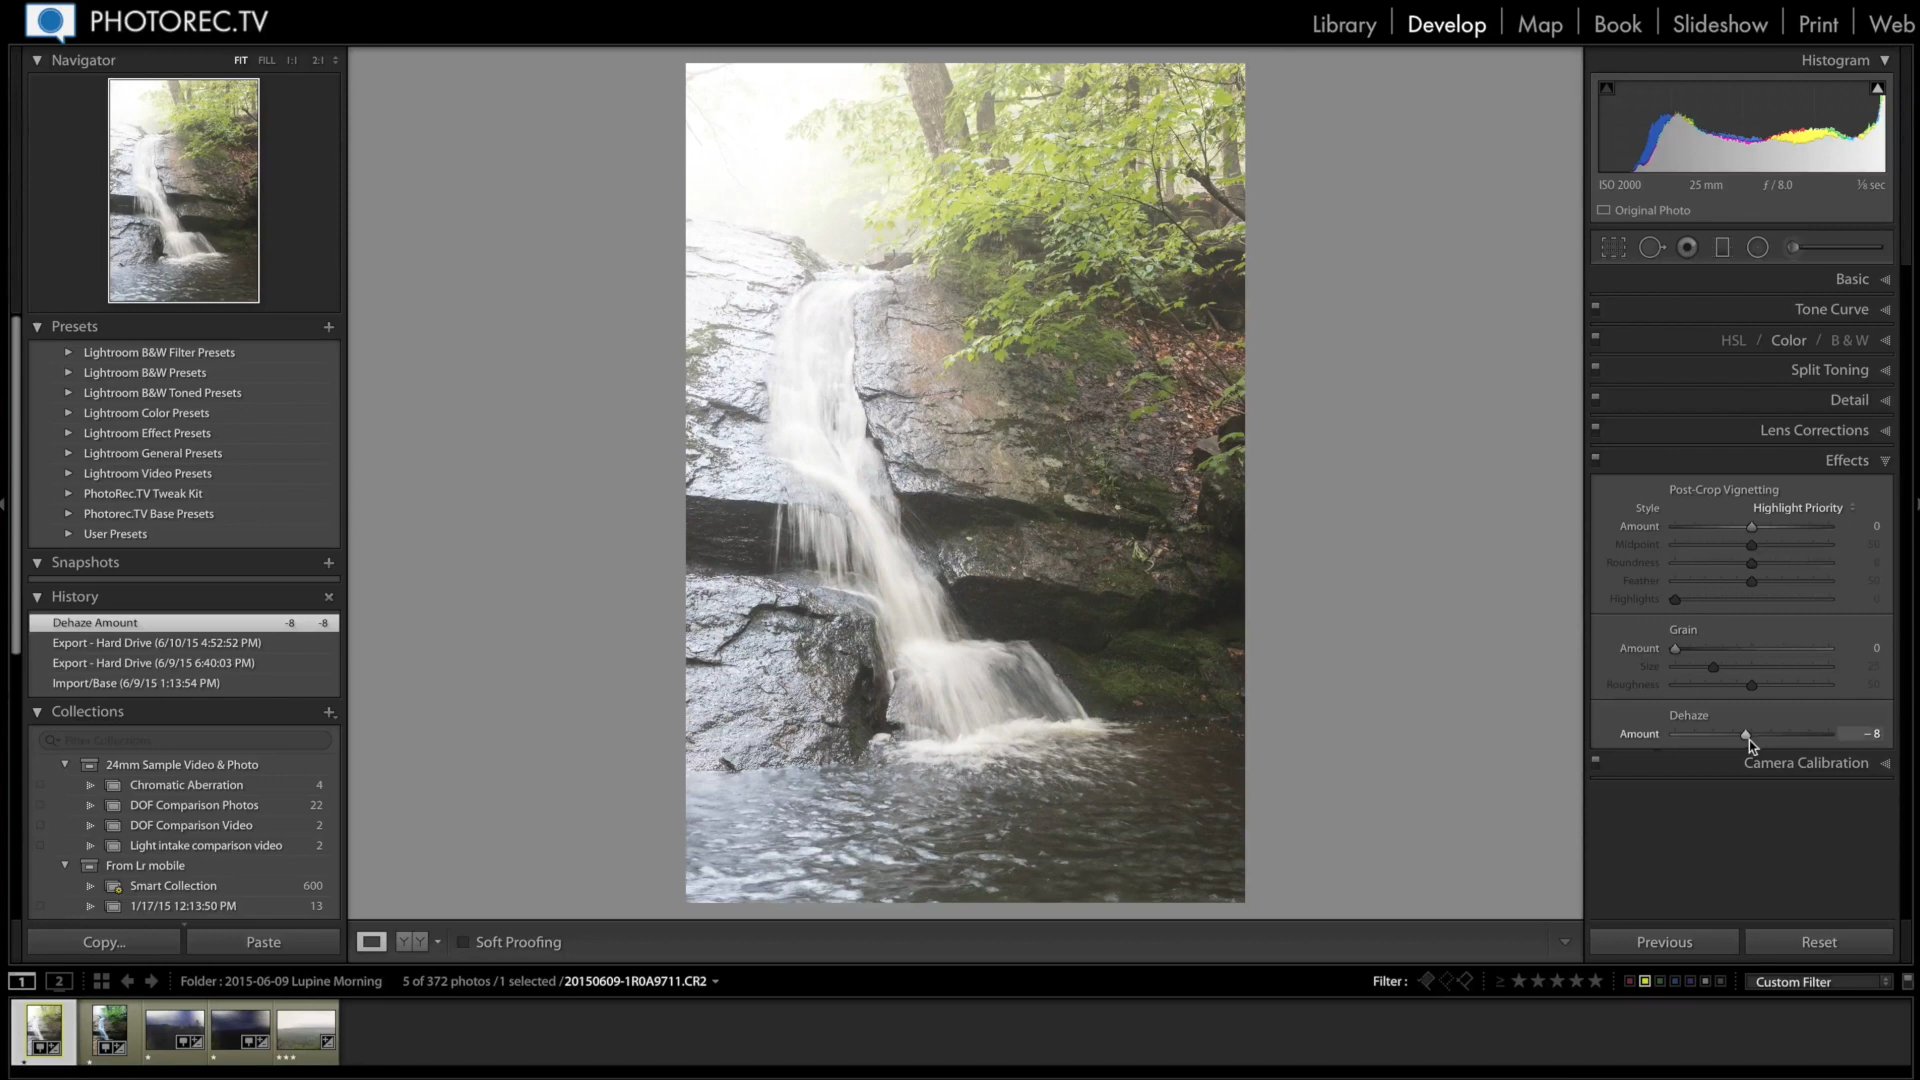 PHOTOREC.TV
Library | Develop | Map | Book | Slideshow | Print | Web
Navigator FIT FILL 1:1 2:1
Presets
Lightroom B&W Filter Presets
Lightroom B&W Presets
Lightroom B&W Toned Presets
Lightroom Color Presets
Lightroom Effect Presets
Lightroom General Presets
Lightroom Video Presets
PhotoRec.TV Tweak Kit
Photorec.TV Base Presets
User Presets
Snapshots
History
Dehaze Amount -8 -8
Export - Hard Drive (6/10/15 4:52:52 PM)
Export - Hard Drive (6/9/15 6:40:03 PM)
Import/Base (6/9/15 1:13:54 PM)
Collections
Filter Collections
24mm Sample Video & Photo
Chromatic Aberration 4
DOF Comparison Photos 22
DOF Comparison Video 2
Light intake comparison video 2
From Lr mobile
Smart Collection 600
1/17/15 12:13:50 PM 13
Copy... Paste
Soft Proofing
Histogram
ISO 2000 25 mm ƒ / 8.0 ⅛ sec
Original Photo
Basic
Tone Curve
HSL / Color / B & W
Split Toning
Detail
Lens Corrections
Effects
Post-Crop Vignetting
Style Highlight Priority
Amount 0
Midpoint 50
Roundness 0
Feather 50
Highlights 0
Grain
Amount 0
Size 25
Roughness 50
Dehaze
Amount – 8
Camera Calibration
Previous Reset
1 2 Folder : 2015-06-09 Lupine Morning 5 of 372 photos / 1 selected / 20150609-1R0A9711.CR2 Filter : ≥ Custom Filter